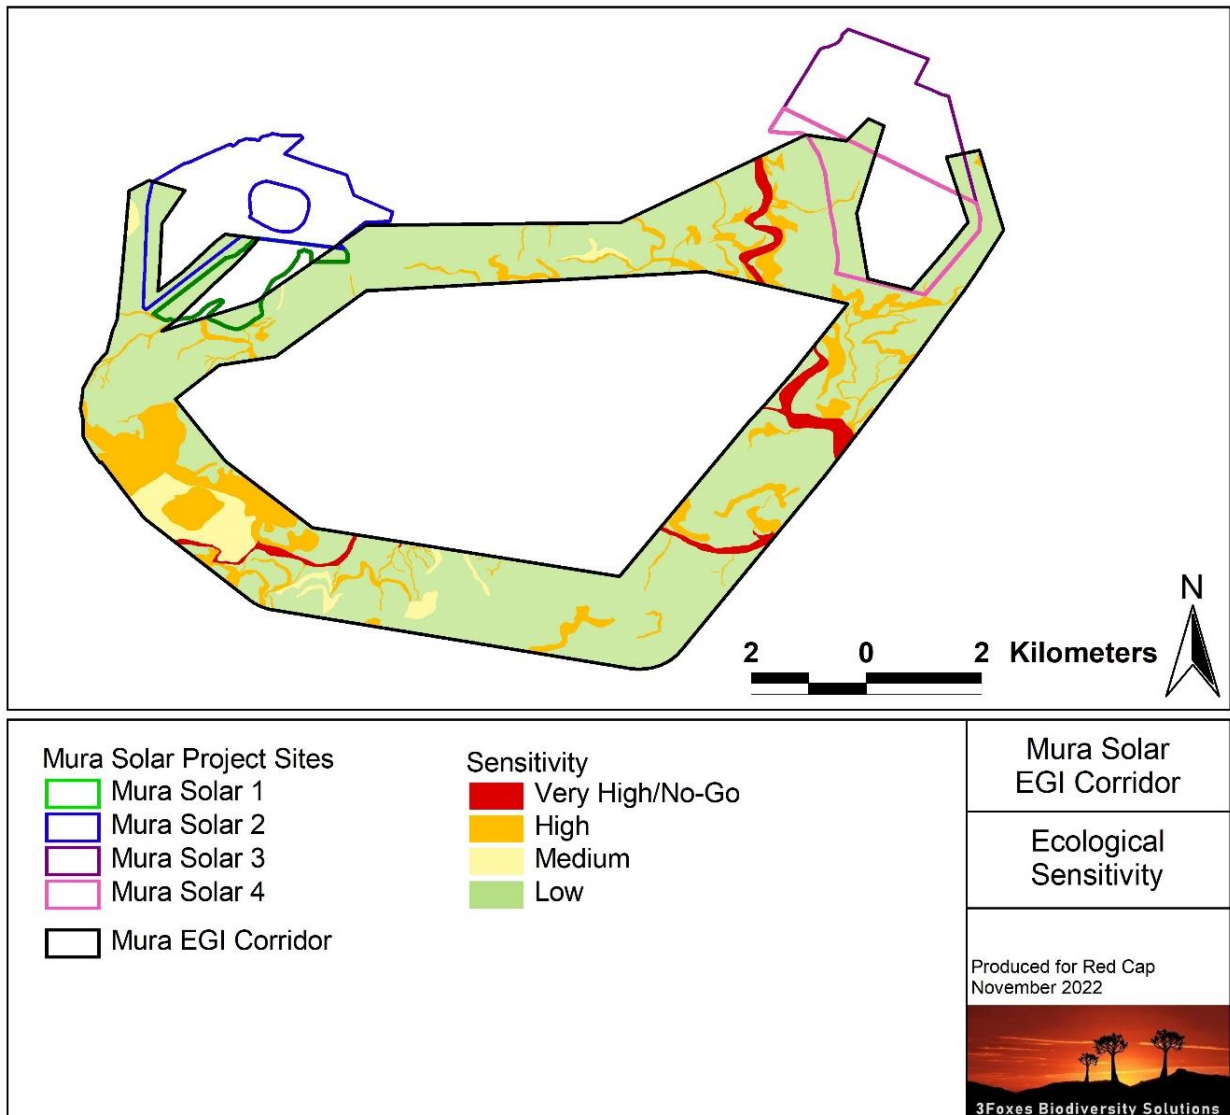 N
2 0 2 Kilometers
Mura Solar Project Sites
Mura Solar 1
Mura Solar 2
Mura Solar 3
Mura Solar 4
Mura EGI Corridor
Sensitivity
Very High/No-Go
High
Medium
Low
Mura Solar
EGI Corridor
Ecological
Sensitivity
Produced for Red Cap
November 2022
3Foxes Biodiversity Solutions